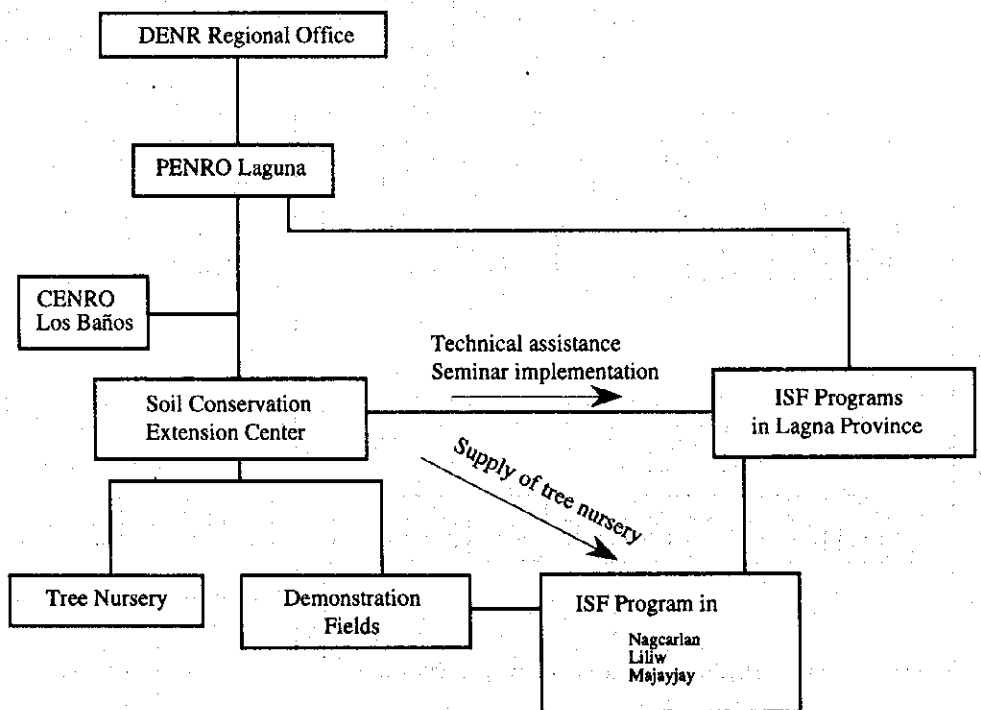 DENR Regional Office
PENRO Laguna
CENRO
Los Baños
Technical assistance
Seminar implementation
Soil Conservation
Extension Center
ISF Programs
in Lagna Province
Supply of tree nursery
Tree Nursery
Demonstration
Fields
ISF Program in
Nagcarlan
Liliw
Majayjay